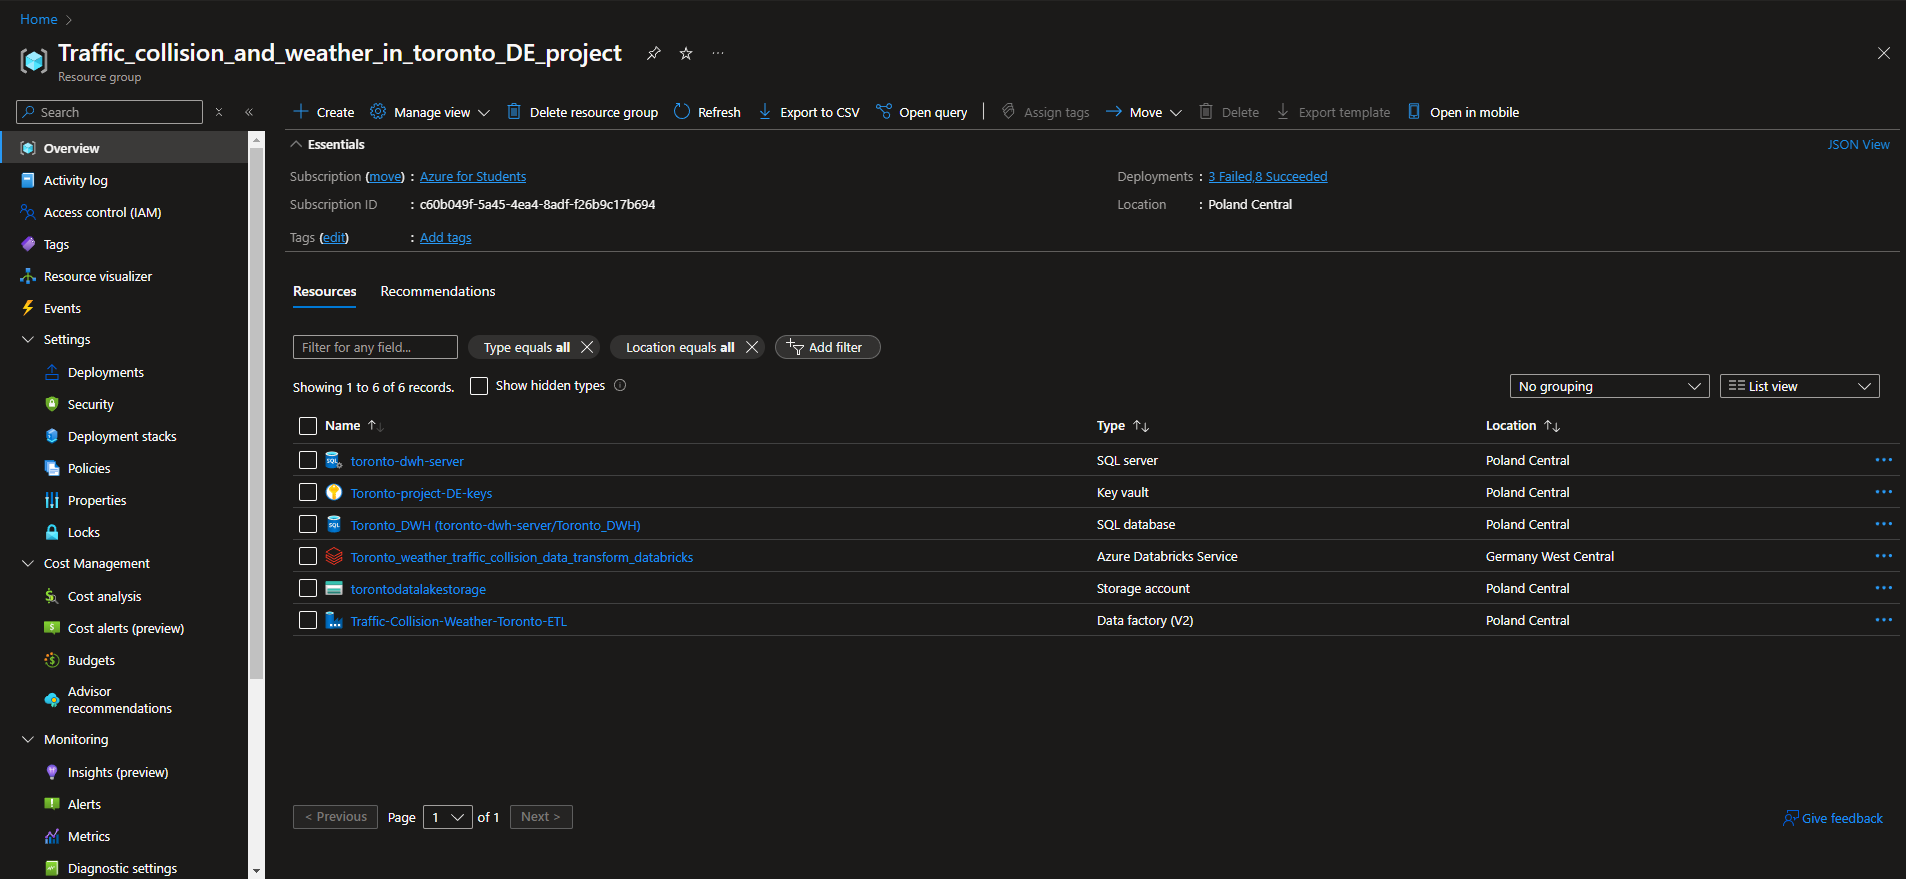 Home >
Traffic_collision_and_weather_in_toronto_DE_project
Resource group
Search
Create
Manage view
Delete resource group
Refresh
Export to CSV
Open query
Assign tags
Move
Delete
Export template
Open in mobile
Overview
Activity log
Access control (IAM)
Tags
Resource visualizer
Events
Settings
Deployments
Security
Deployment stacks
Policies
Properties
Locks
Cost Management
Cost analysis
Cost alerts (preview)
Budgets
Advisor
recommendations
Monitoring
Insights (preview)
Alerts
Metrics
Diagnostic settings
Essentials
JSON View
Subscription (move) : Azure for Students
Deployments : 3 Failed,8 Succeeded
Subscription ID : c60b049f-5a45-4ea4-8adf-f26b9c17b694
Location : Poland Central
Tags (edit) : Add tags
Resources
Recommendations
Filter for any field...
Type equals all
Location equals all
Add filter
Showing 1 to 6 of 6 records.
Show hidden types
No grouping
List view
Name Type Location
toronto-dwh-server SQL server Poland Central
Toronto-project-DE-keys Key vault Poland Central
Toronto_DWH (toronto-dwh-server/Toronto_DWH) SQL database Poland Central
Toronto_weather_traffic_collision_data_transform_databricks Azure Databricks Service Germany West Central
torontodatalakestorage Storage account Poland Central
Traffic-Collision-Weather-Toronto-ETL Data factory (V2) Poland Central
< Previous Page 1 of 1 Next >
Give feedback